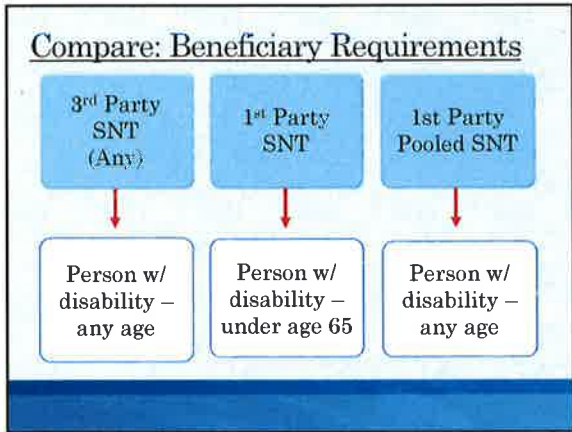 Compare: Beneficiary Requirements
3rd Party
SNT
(Any)
1st Party
SNT
1st Party
Pooled SNT
Person w/
disability –
any age
Person w/
disability –
under age 65
Person w/
disability –
any age